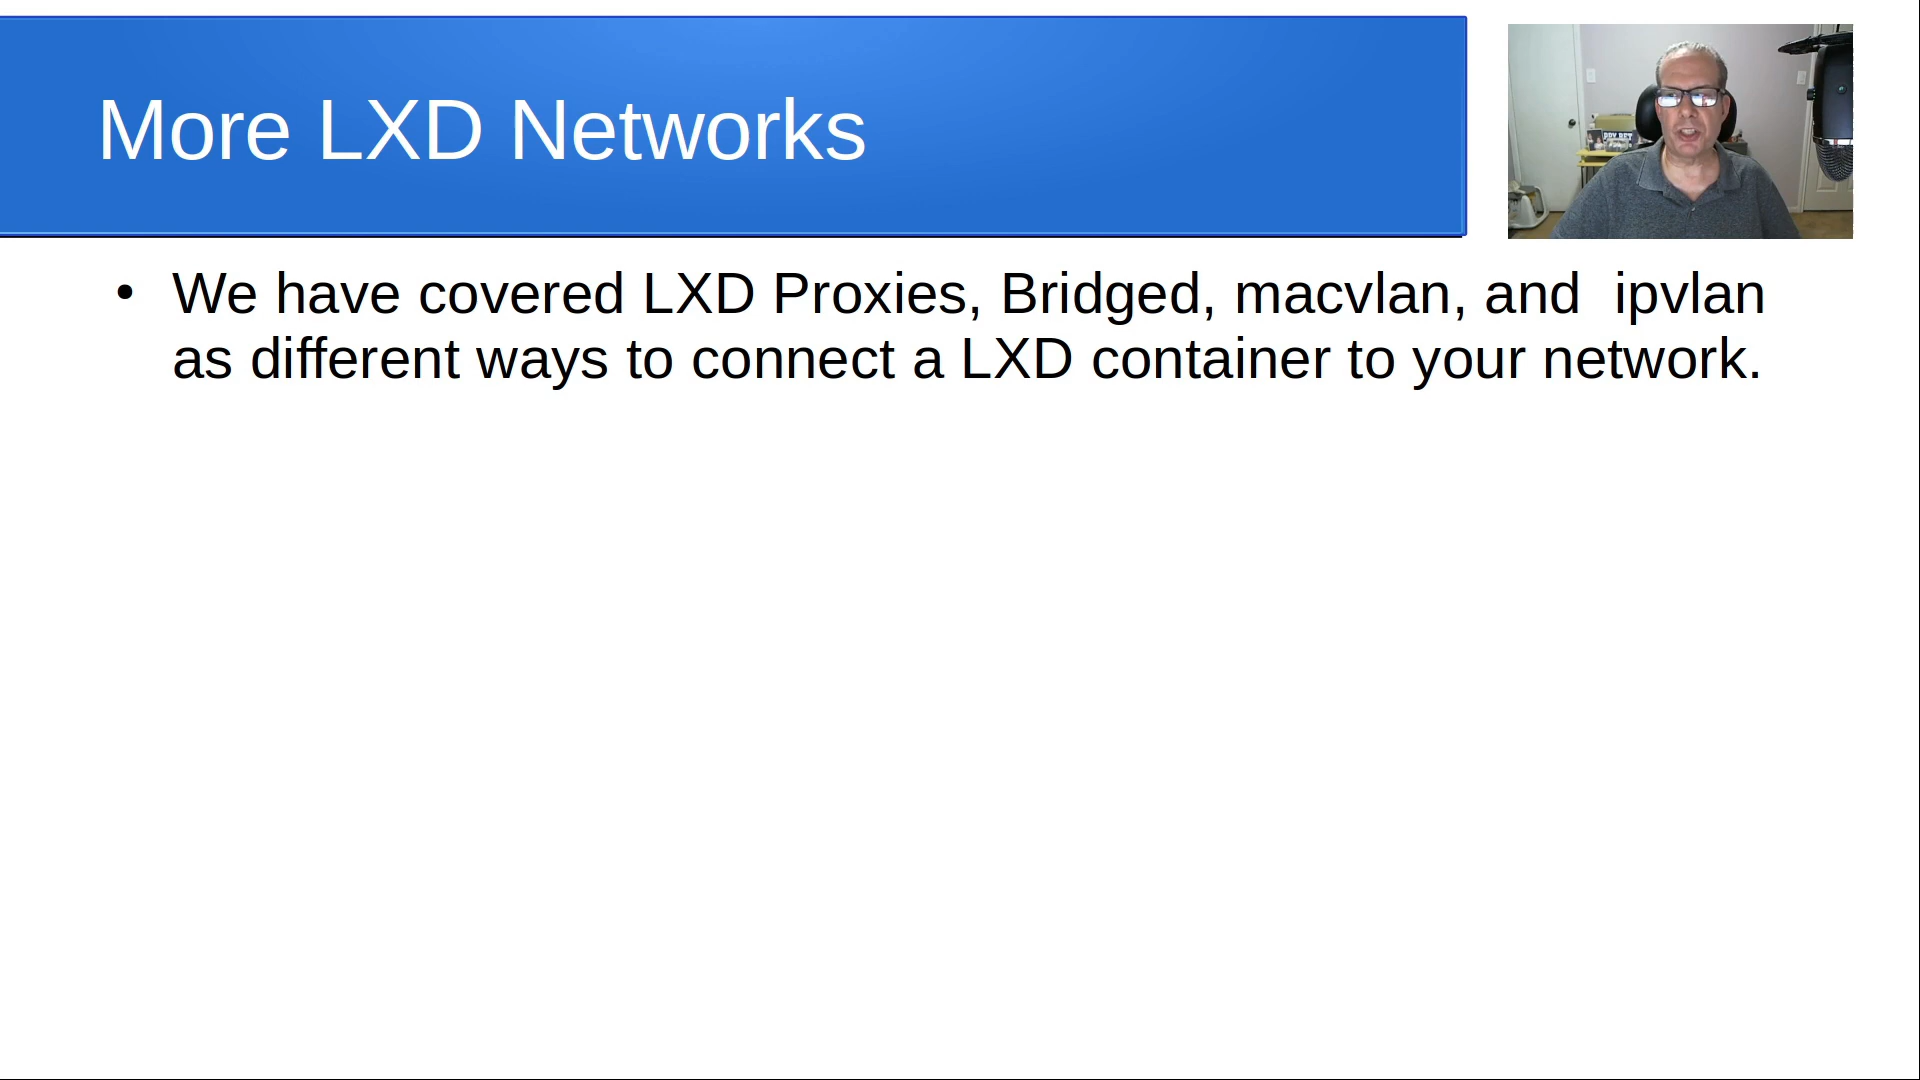 More LXD Networks
• We have covered LXD Proxies, Bridged, macvlan, and  ipvlan
as different ways to connect a LXD container to your network.